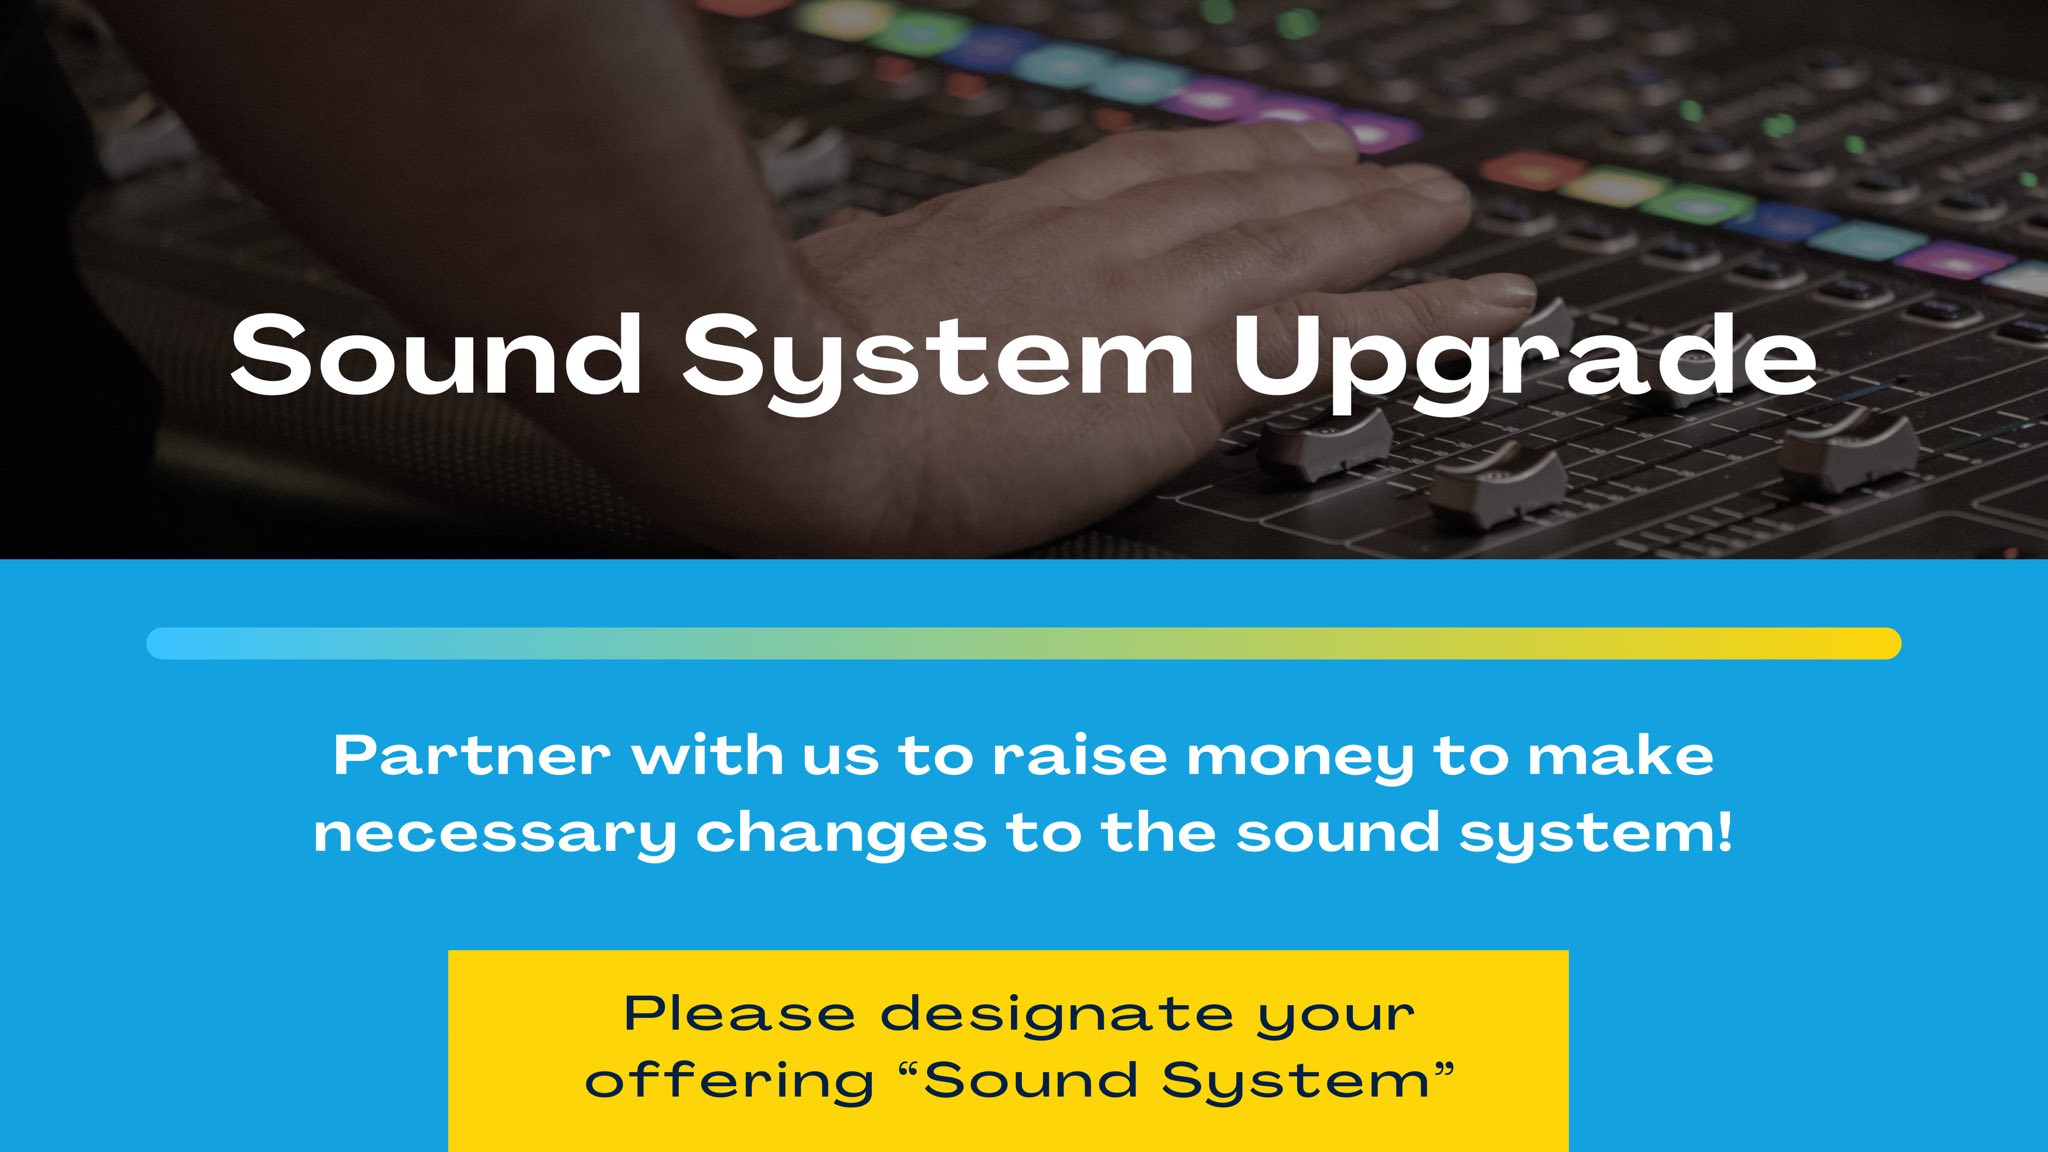 Sound System Upgrade
Partner with us to raise money to make
necessary changes to the sound system!
Please designate your
offering “Sound System”